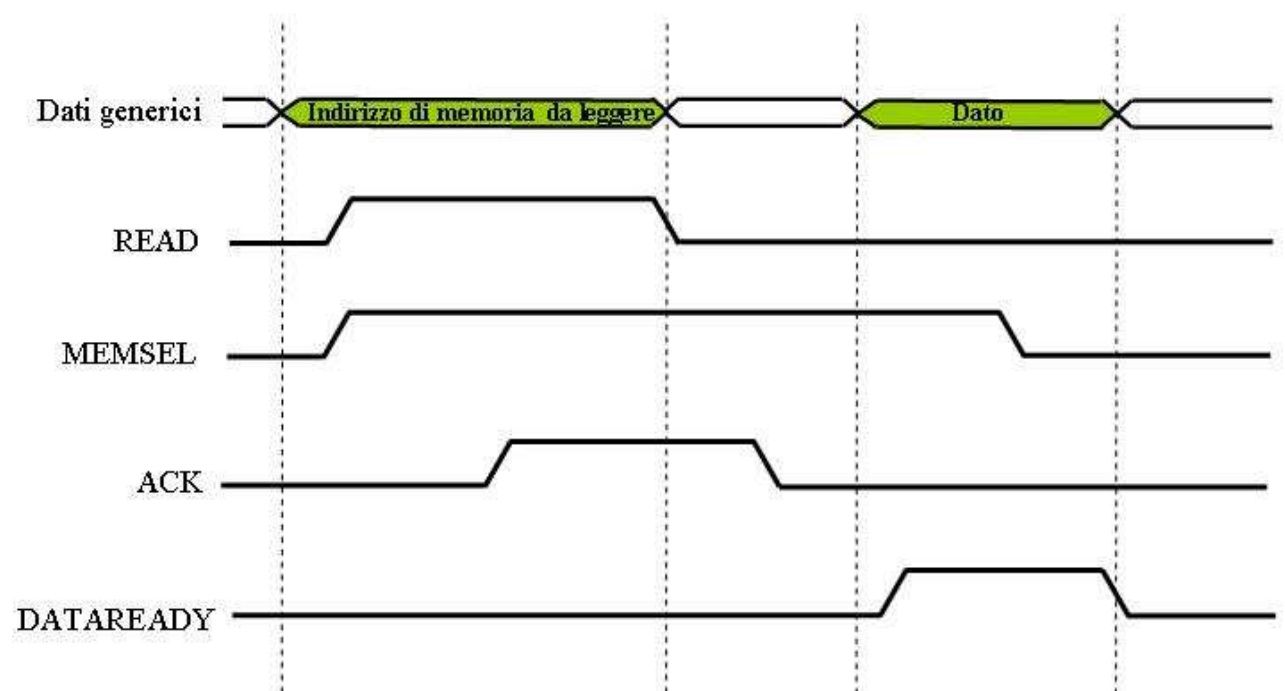 Dati generici
Indirizzo di memoria da leggere
Dato
READ
MEMSEL
ACK
DATAREADY